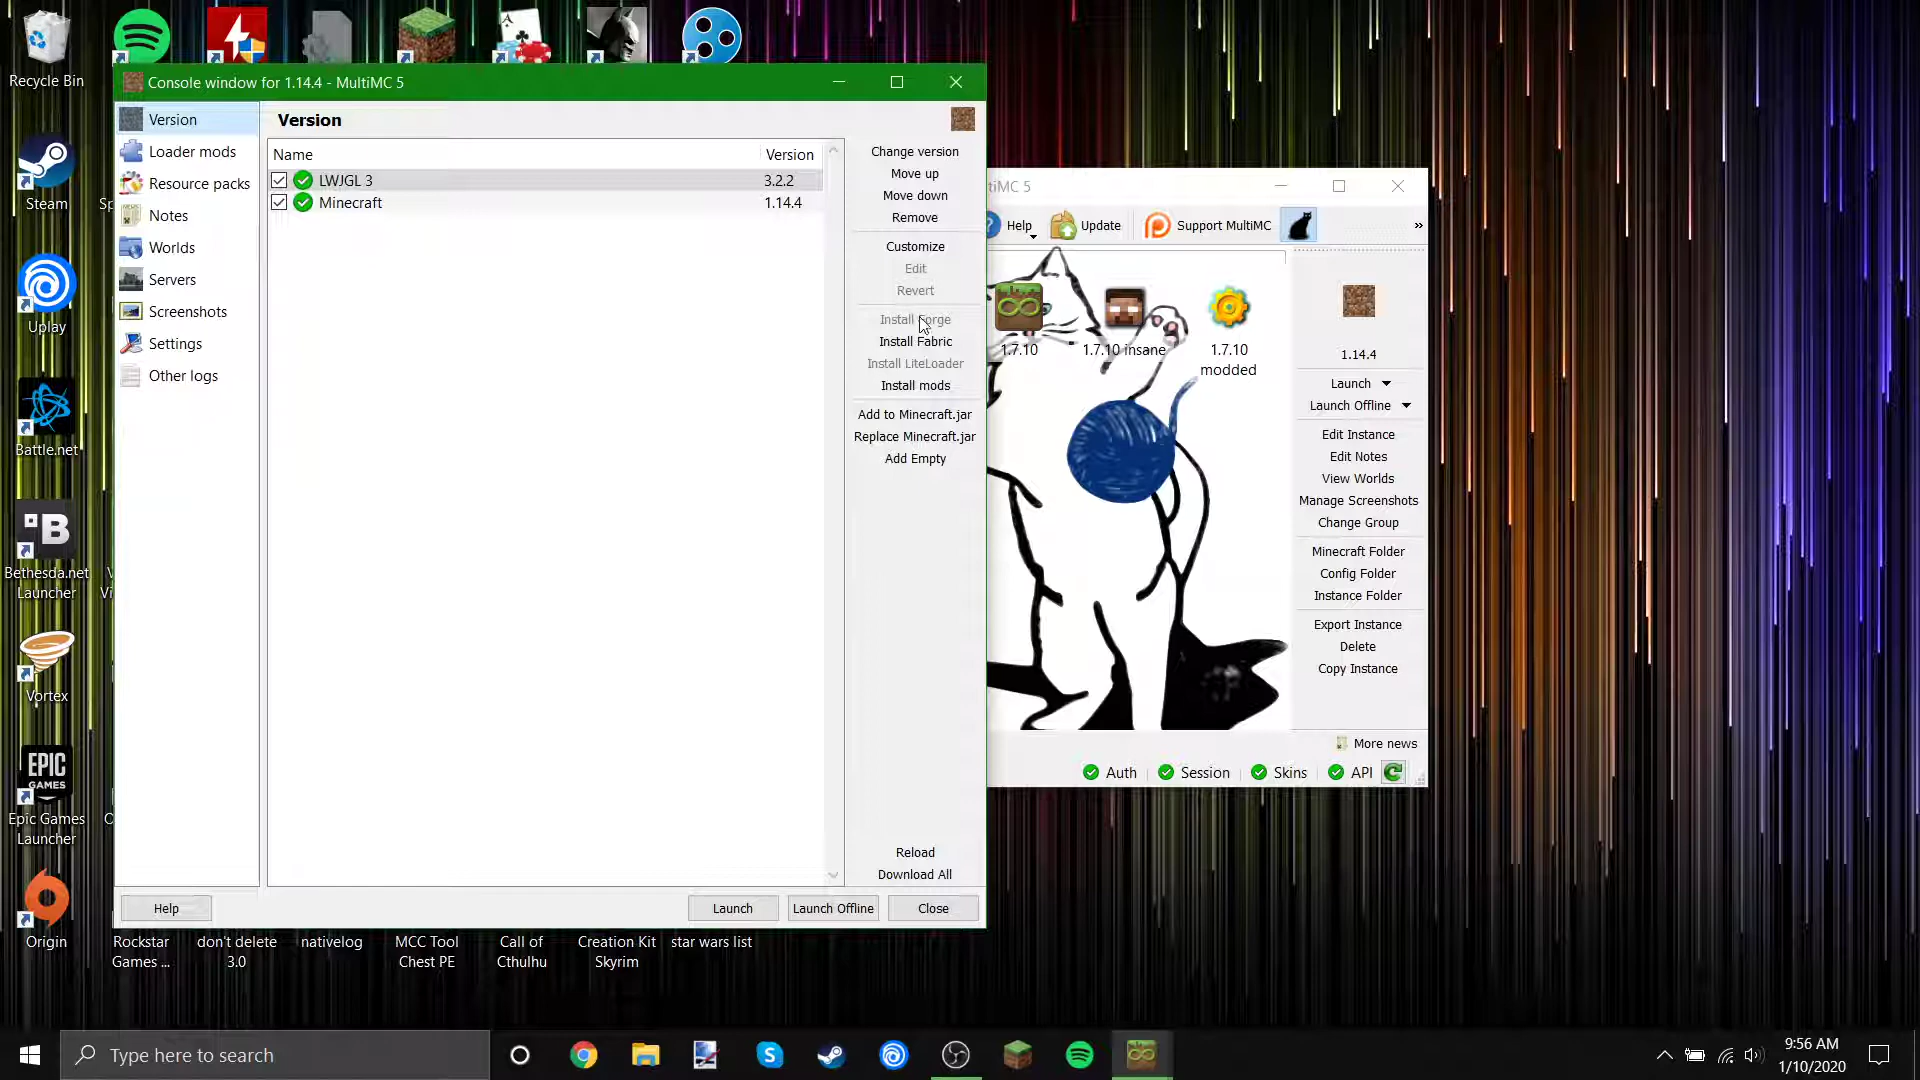 Recycle Bin
Console window for 1.14.4 - MultiMC 5
Version
Loader mods
Resource packs
Notes
Worlds
Servers
Screenshots
Settings
Other logs
Version
Name
Version
LWJGL 3
3.2.2
Minecraft
1.14.4
Change version
Move up
Move down
Remove
Customize
Edit
Revert
Install Forge
Install Fabric
Install LiteLoader
Install mods
Add to Minecraft.jar
Replace Minecraft.jar
Add Empty
Reload
Download All
Help
Launch
Launch Offline
Close
tiMC 5
Help
Update
Support MultiMC
»
1.7.10
1.7.10 insane
1.7.10
modded
1.14.4
Launch
Launch Offline
Edit Instance
Edit Notes
View Worlds
Manage Screenshots
Change Group
Minecraft Folder
Config Folder
Instance Folder
Export Instance
Delete
Copy Instance
More news
Auth
Session
Skins
API
Steam
Sp
Uplay
Battle.net
B
Bethesda.net
Launcher
V
Vi
Vortex
EPIC
GAMES
Epic Games
Launcher
O
Origin
Rockstar
Games ...
don't delete
3.0
nativelog
MCC Tool
Chest PE
Call of
Cthulhu
Creation Kit
Skyrim
star wars list
Type here to search
9:56 AM
1/10/2020